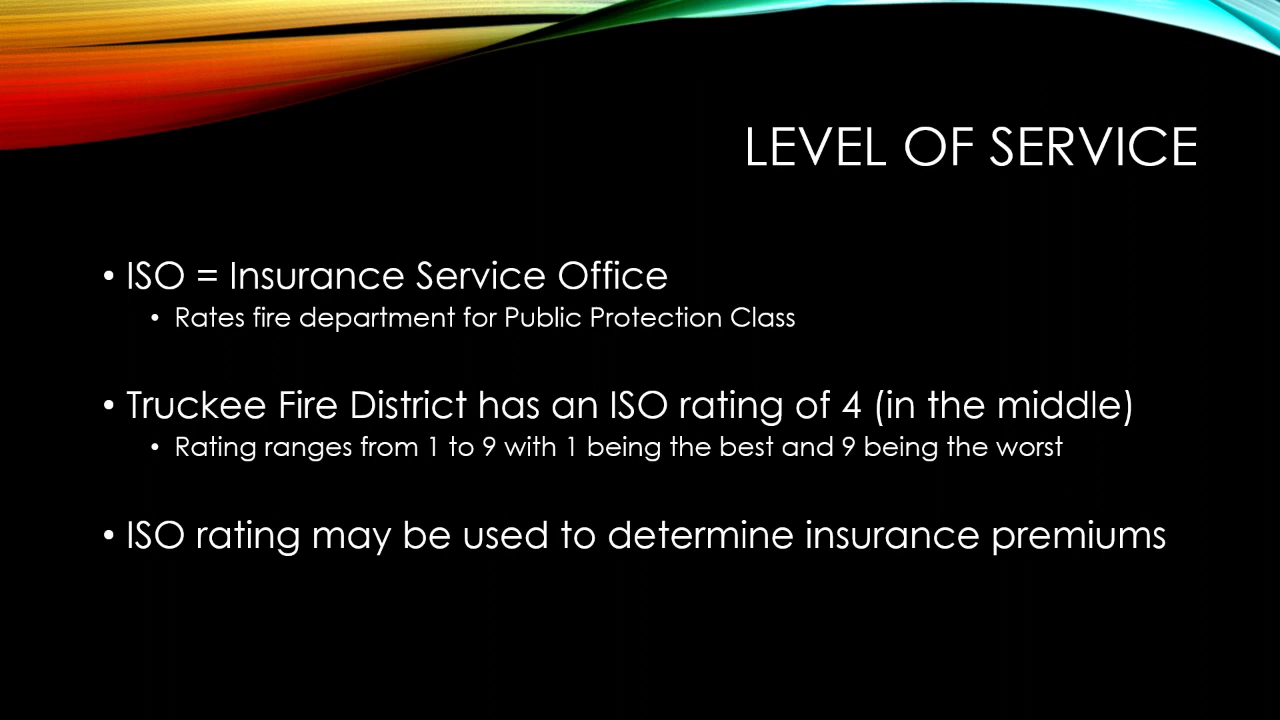 LEVEL OF SERVICE
• ISO = Insurance Service Office
• Rates fire department for Public Protection Class
• Truckee Fire District has an ISO rating of 4 (in the middle)
• Rating ranges from 1 to 9 with 1 being the best and 9 being the worst
• ISO rating may be used to determine insurance premiums